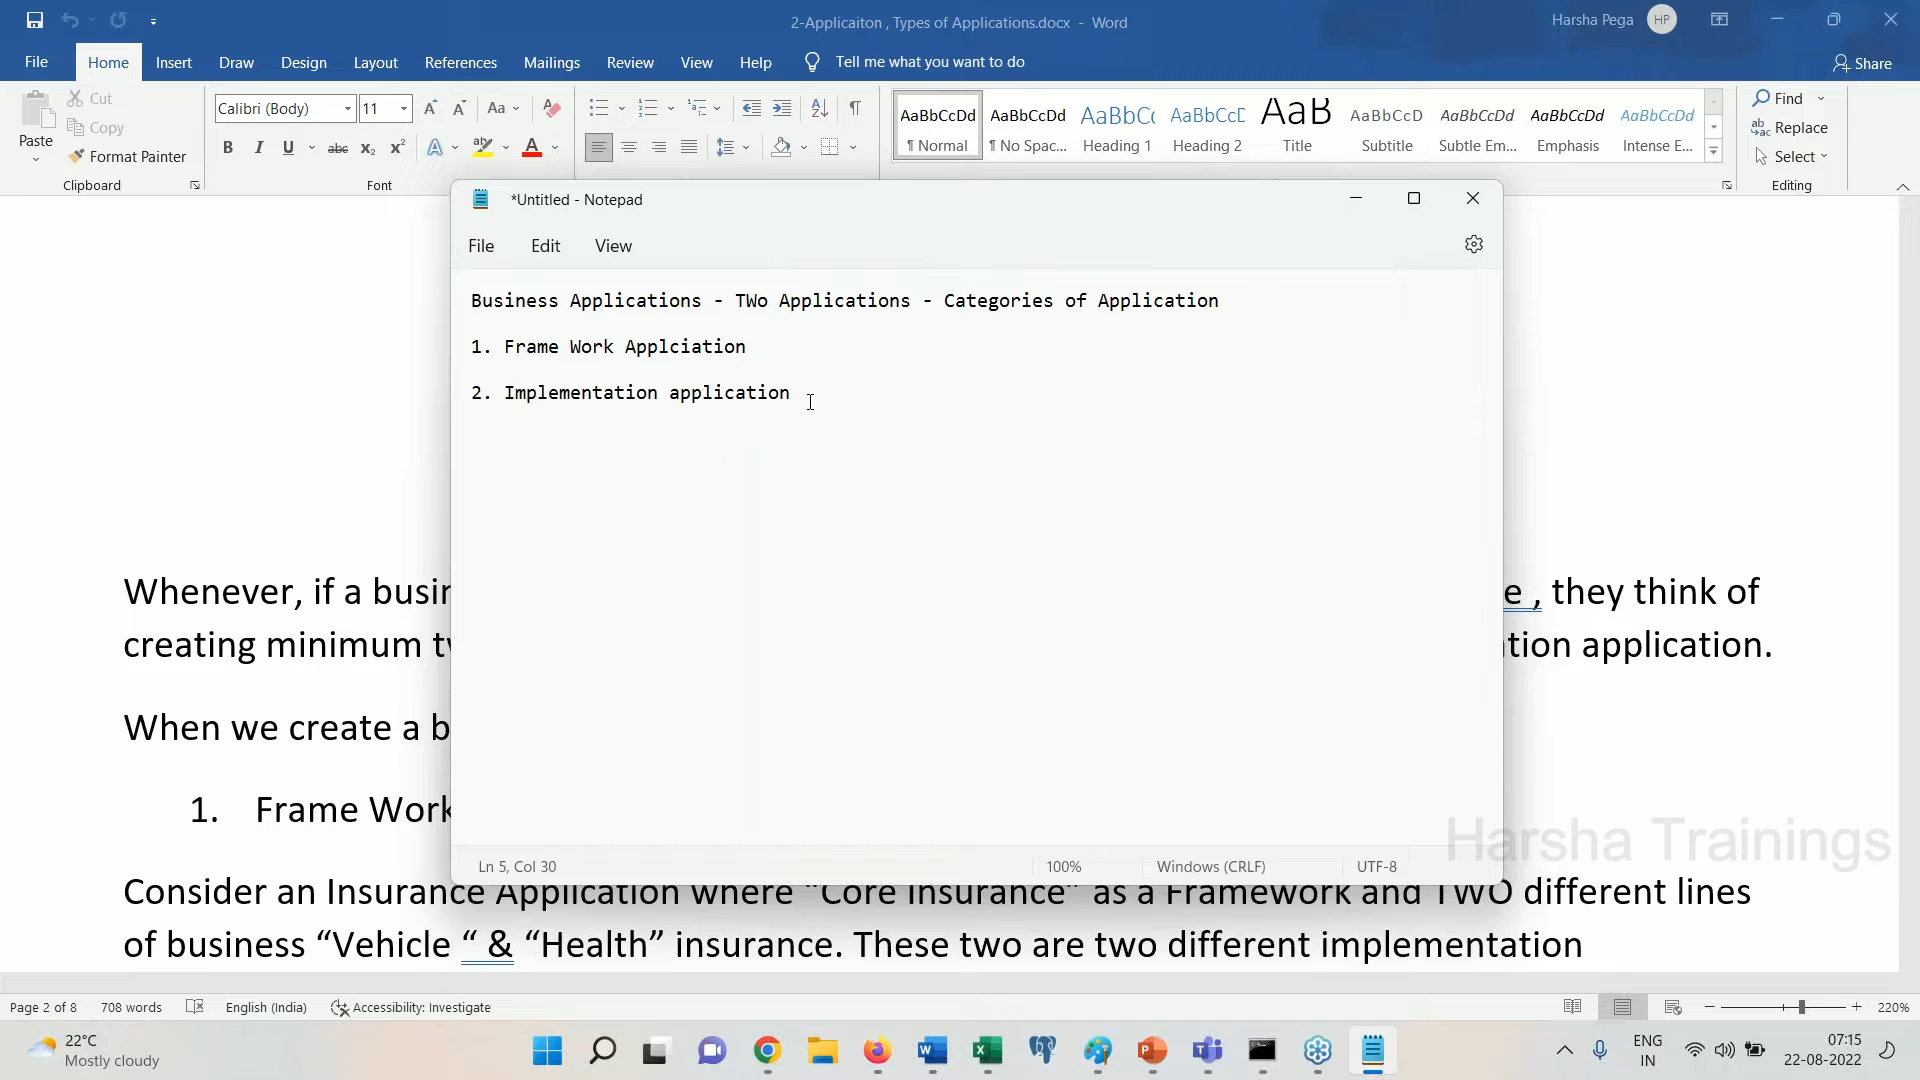 2-Applicaiton , Types of Applications.docx - Word
Harsha Pega HP
File Home Insert Draw Design Layout References Mailings Review View Help Tell me what you want to do Share
Cut Calibri (Body) 11 Aa AaBbCcDd AaBbCcDd AaBbCc AaBbCcD AaB AaBbCcD AaBbCcDd AaBbCcDd AaBbCcDd Find
Paste Copy Replace
Format Painter B I U abc x₂ x² A A ¶ Normal ¶ No Spac... Heading 1 Heading 2 Title Subtitle Subtle Em... Emphasis Intense E... Select
Clipboard Font Editing
*Untitled - Notepad
File Edit View
Business Applications - TWo Applications - Categories of Application
1. Frame Work Applciation
2. Implementation application
Whenever, if a busin e , they think of
creating minimum tw tion application.
When we create a b
1. Frame Work
Ln 5, Col 30 100% Windows (CRLF) UTF-8
Harsha Trainings
Consider an Insurance Application where “Core Insurance” as a Framework and TWO different lines
of business “Vehicle “ & “Health” insurance. These two are two different implementation
Page 2 of 8 708 words English (India) Accessibility: Investigate 220%
22°C
Mostly cloudy
ENG
IN
07:15
22-08-2022